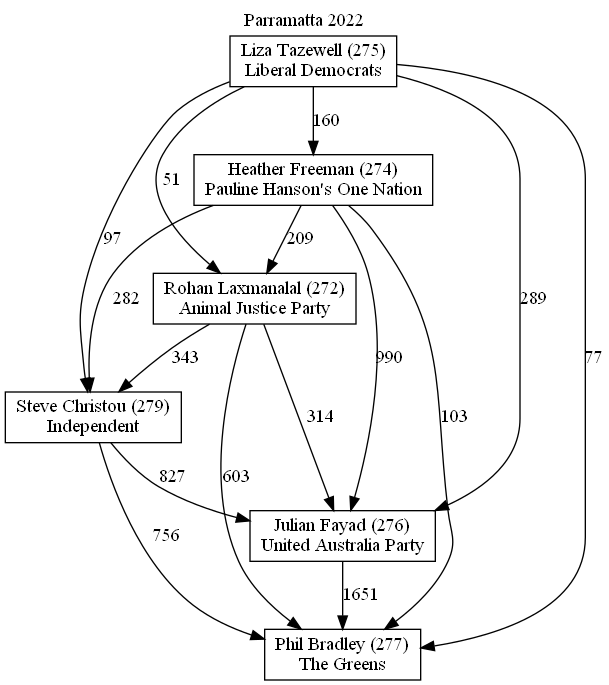 Parramatta 2022
Liza Tazewell (275)
Liberal Democrats
160
Heather Freeman (274)
Pauline Hanson's One Nation
51
97
209
282
Rohan Laxmanalal (272)
Animal Justice Party
289
77
343
990
Steve Christou (279)
Independent
314
103
827
603
756
Julian Fayad (276)
United Australia Party
1651
Phil Bradley (277)
The Greens